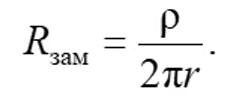 R_зам = ρ / 2πr.